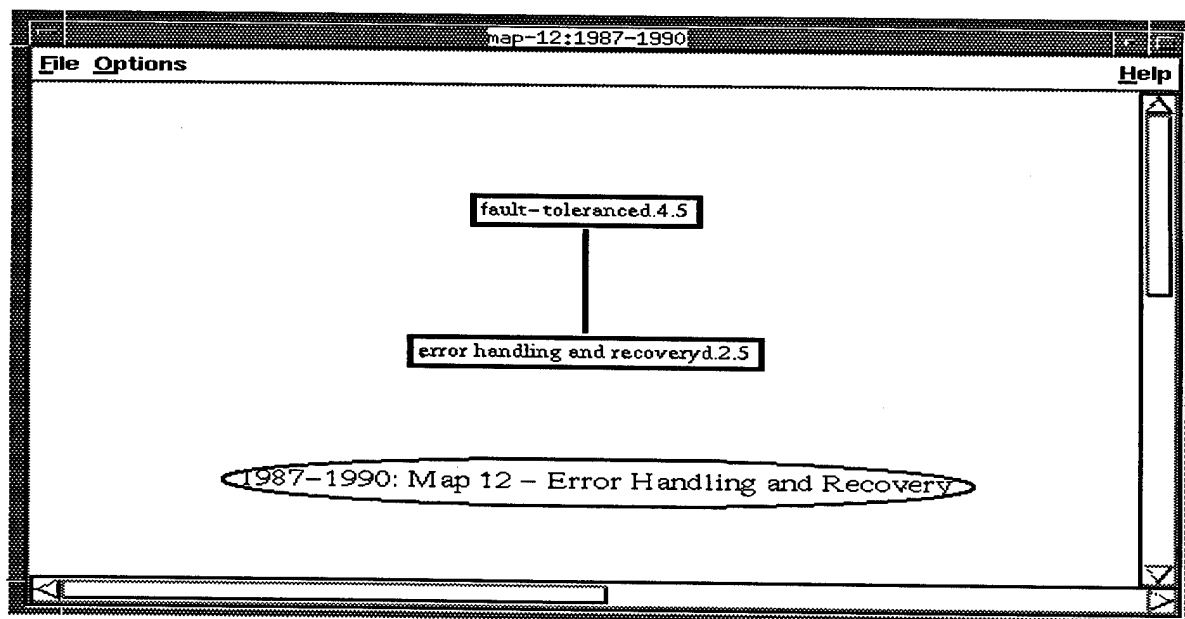 map-12:1987-1990
File Options Help
fault-toleranced.4.5
error handling and recoveryd.2.5
1987-1990: Map 12 - Error Handling and Recovery